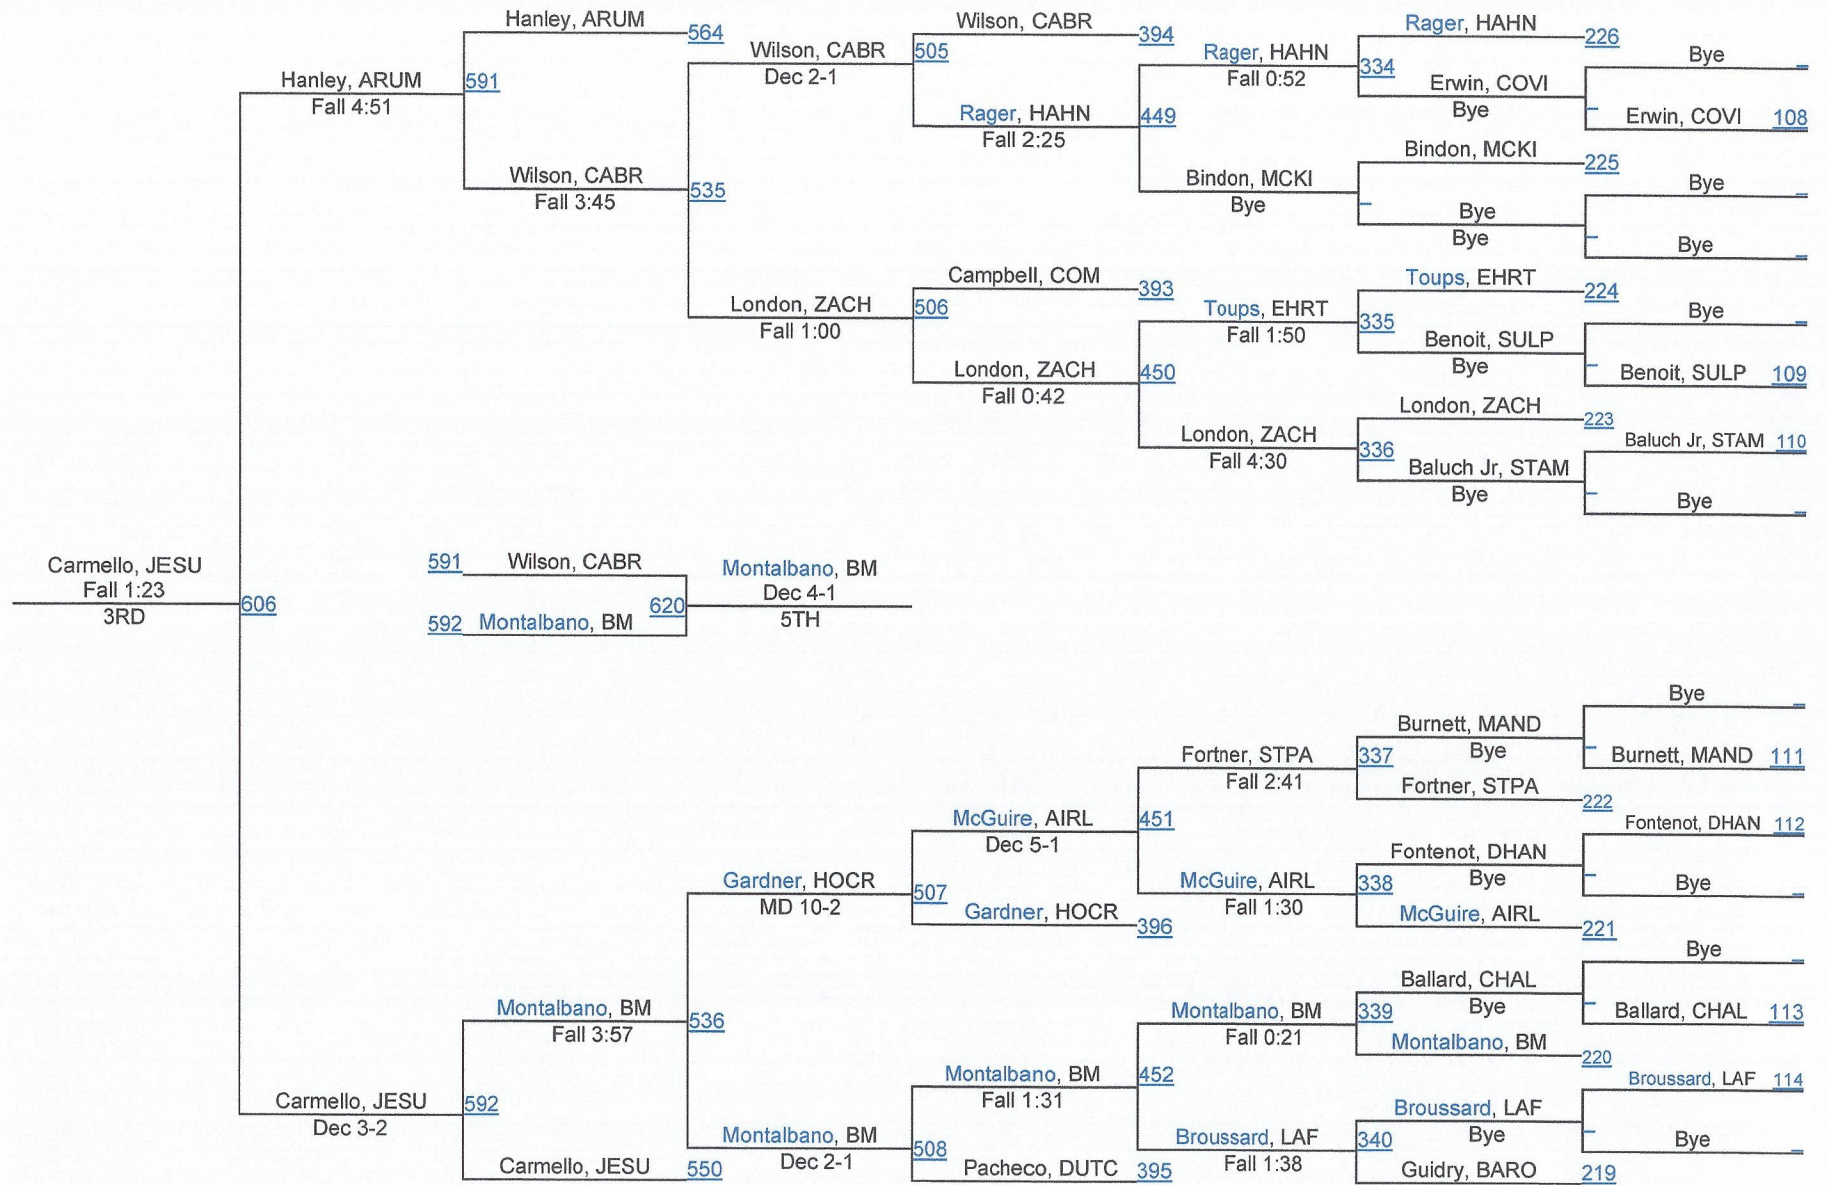 Hanley, ARUM
564
Wilson, CABR
394
Rager, HAHN
226
Wilson, CABR
505
Dec 2-1
Rager, HAHN
334
Fall 0:52
Bye
Hanley, ARUM
591
Fall 4:51
Erwin, COVI
Bye
Rager, HAHN
449
Fall 2:25
Erwin, COVI 108
Bindon, MCKI
225
Wilson, CABR
535
Fall 3:45
Bindon, MCKI
Bye
Bye
Bye
Bye
Bye
Campbell, COM
393
Toups, EHRT
224
London, ZACH
506
Fall 1:00
Toups, EHRT
335
Fall 1:50
Bye
Benoit, SULP
Bye
London, ZACH
450
Fall 0:42
Benoit, SULP 109
London, ZACH
223
London, ZACH
336
Fall 4:30
Baluch Jr, STAM 110
Baluch Jr, STAM
Bye
Bye
Carmello, JESU
Fall 1:23
606
3RD
591
Wilson, CABR
620
592
Montalbano, BM
Montalbano, BM
Dec 4-1
5TH
Bye
Burnett, MAND
Bye
Fortner, STPA
337
Fall 2:41
Burnett, MAND 111
Fortner, STPA
222
McGuire, AIRL
451
Dec 5-1
Fontenot, DHAN 112
Fontenot, DHAN
Bye
Gardner, HOCR
507
MD 10-2
McGuire, AIRL
338
Fall 1:30
Bye
Gardner, HOCR
396
McGuire, AIRL
221
Bye
Ballard, CHAL
Bye
Montalbano, BM
536
Fall 3:57
Montalbano, BM
339
Fall 0:21
Ballard, CHAL 113
Montalbano, BM
220
Montalbano, BM
452
Fall 1:31
Broussard, LAF 114
Carmello, JESU
592
Dec 3-2
Broussard, LAF
Bye
Montalbano, BM
508
Dec 2-1
Broussard, LAF
340
Fall 1:38
Bye
Carmello, JESU
550
Pacheco, DUTC
395
Guidry, BARO
219